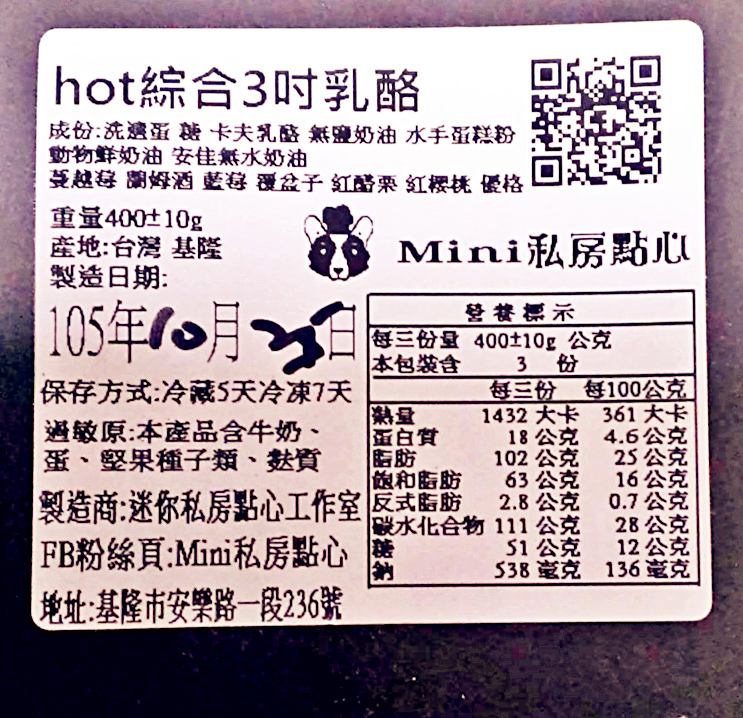 hot綜合3吋乳酪
成份:洗選蛋 糖 卡夫乳酪 無鹽奶油 水手蛋糕粉
動物鮮奶油 安佳無水奶油
蔓越莓 蘭姆酒 藍莓 覆盆子 紅醋栗 紅櫻桃 優格
重量400±10g
產地:台灣 基隆
製造日期:
Mini私房點心
105年10月25日
保存方式:冷藏5天冷凍7天
過敏原:本產品含牛奶、
蛋、堅果種子類、麩質
製造商:迷你私房點心工作室
FB粉絲頁:Mini私房點心
地址:基隆市安樂路一段236號
營養標示
每三份量 400±10g 公克
本包裝含 3 份
每三份 每100公克
熱量 1432 大卡 361 大卡
蛋白質 18 公克 4.6 公克
脂肪 102 公克 25 公克
飽和脂肪 63 公克 16 公克
反式脂肪 2.8 公克 0.7 公克
碳水化合物 111 公克 28 公克
糖 51 公克 12 公克
鈉 538 毫克 136 毫克